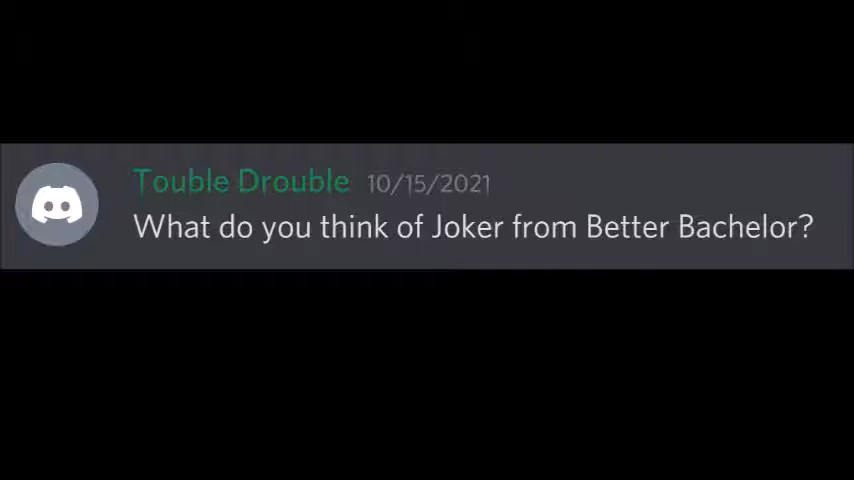 Touble Drouble 10/15/2021
What do you think of Joker from Better Bachelor?